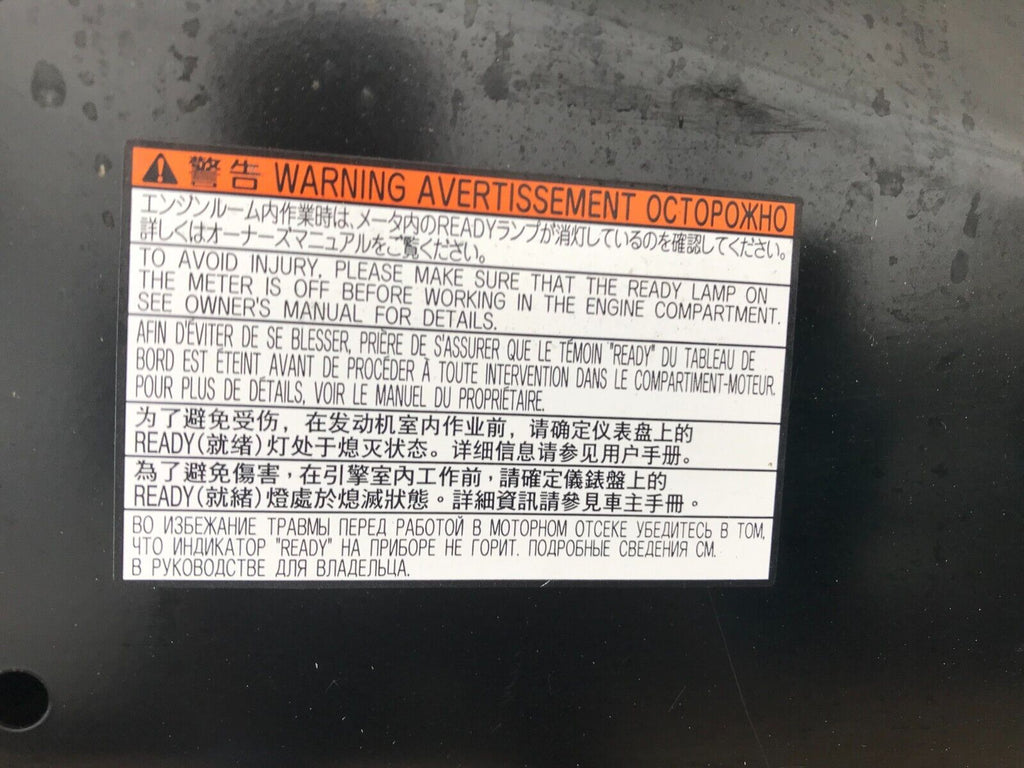 警告 WARNING AVERTISSEMENT ОСТОРОЖНО
エンジンルーム内作業時は、メータ内のREADYランプが消灯しているのを確認してください。
詳しくはオーナーズマニュアルをご覧ください。
TO AVOID INJURY, PLEASE MAKE SURE THAT THE READY LAMP ON
THE METER IS OFF BEFORE WORKING IN THE ENGINE COMPARTMENT.
SEE OWNER'S MANUAL FOR DETAILS.
AFIN D'ÉVITER DE SE BLESSER, PRIÈRE DE S'ASSURER QUE LE TÉMOIN "READY" DU TABLEAU DE
BORD EST ÉTEINT AVANT DE PROCÉDER À TOUTE INTERVENTION DANS LE COMPARTIMENT-MOTEUR.
POUR PLUS DE DÉTAILS, VOIR LE MANUEL DU PROPRIÉTAIRE.
为了避免受伤，在发动机室内作业前，请确定仪表盘上的
READY(就绪)灯处于熄灭状态。详细信息请参见用户手册。
為了避免傷害，在引擎室內工作前，請確定儀錶盤上的
READY(就緒)燈處於熄滅狀態。詳細資訊請參見車主手冊。
ВО ИЗБЕЖАНИЕ ТРАВМЫ ПЕРЕД РАБОТОЙ В МОТОРНОМ ОТСЕКЕ УБЕДИТЕСЬ В ТОМ,
ЧТО ИНДИКАТОР "READY" НА ПРИБОРЕ НЕ ГОРИТ. ПОДРОБНЫЕ СВЕДЕНИЯ СМ.
В РУКОВОДСТВЕ ДЛЯ ВЛАДЕЛЬЦА.